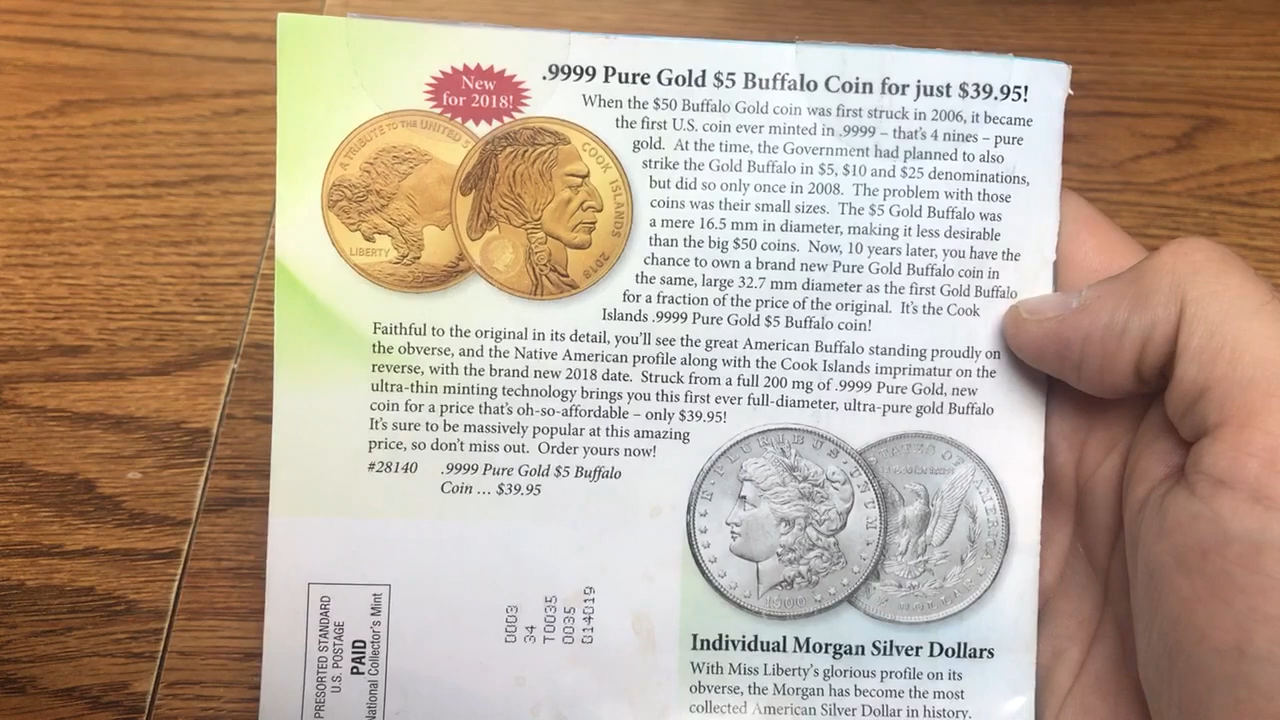 .9999 Pure Gold $5 Buffalo Coin for just $39.95!
New
for 2018!
When the $50 Buffalo Gold coin was first struck in 2006, it became
the first U.S. coin ever minted in .9999 – that's 4 nines – pure
gold. At the time, the Government had planned to also
strike the Gold Buffalo in $5, $10 and $25 denominations,
but did so only once in 2008. The problem with those
coins was their small sizes. The $5 Gold Buffalo was
a mere 16.5 mm in diameter, making it less desirable
than the big $50 coins. Now, 10 years later, you have the
chance to own a brand new Pure Gold Buffalo coin in
the same, large 32.7 mm diameter as the first Gold Buffalo
for a fraction of the price of the original. It's the Cook
Islands .9999 Pure Gold $5 Buffalo coin!
A TRIBUTE TO THE UNITED S
LIBERTY
COOK ISLANDS
2018
Faithful to the original in its detail, you'll see the great American Buffalo standing proudly on
the obverse, and the Native American profile along with the Cook Islands imprimatur on the
reverse, with the brand new 2018 date. Struck from a full 200 mg of .9999 Pure Gold, new
ultra-thin minting technology brings you this first ever full-diameter, ultra-pure gold Buffalo
coin for a price that's oh-so-affordable – only $39.95!
It's sure to be massively popular at this amazing
price, so don't miss out. Order yours now!
#28140 .9999 Pure Gold $5 Buffalo
Coin ... $39.95
PLURIBUS UNUM
1900
STATES OF AMERICA
PRESORTED STANDARD
U.S. POSTAGE
PAID
National Collector's Mint
0003
34
T0035
0035
014019
Individual Morgan Silver Dollars
With Miss Liberty's glorious profile on its
obverse, the Morgan has become the most
collected American Silver Dollar in history.